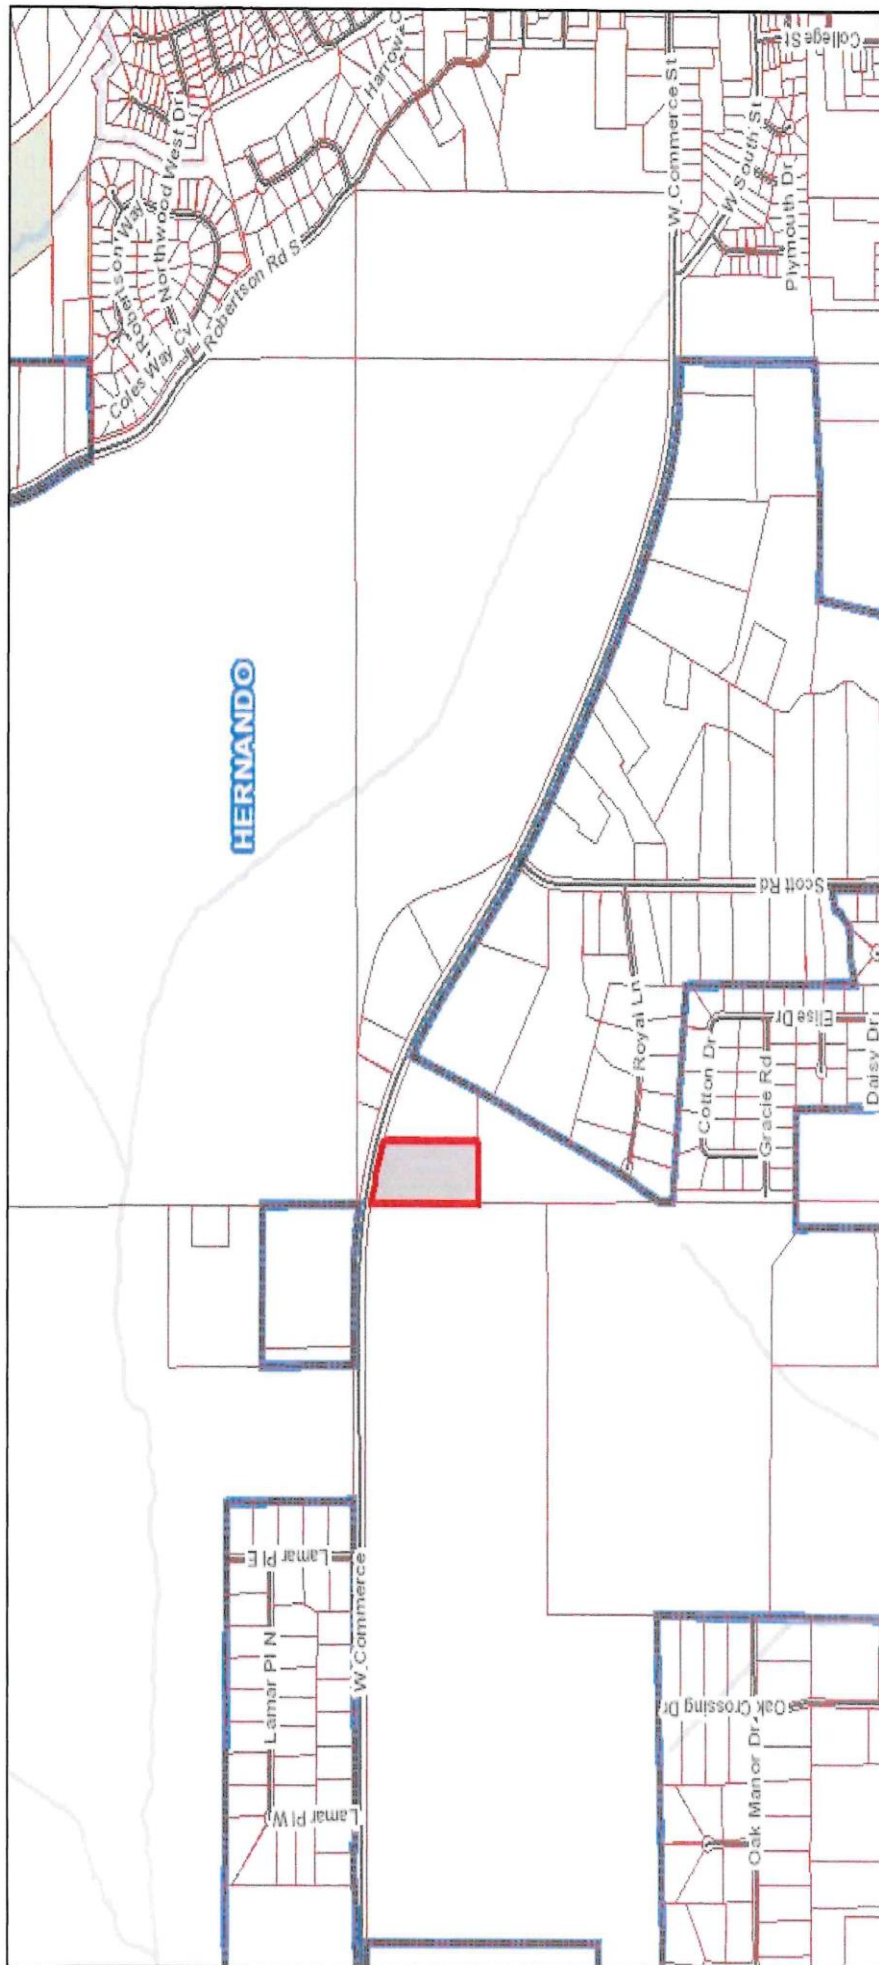 College St
Harrow C
W Commerce St
W South St
Northwood West Dr
Robertson Way
Plymouth Dr
Robertson Rd S
Coles Way Cv
HERNANDO
Scott Rd
Royal Ln
Elise Dr
Cotton Dr
Gracie Rd
Daisy Dr
Lamar Pl E
W Commerce
Lamar Pl N
Oak Crossing Dr
Lamar Pl W
Oak Manor Dr